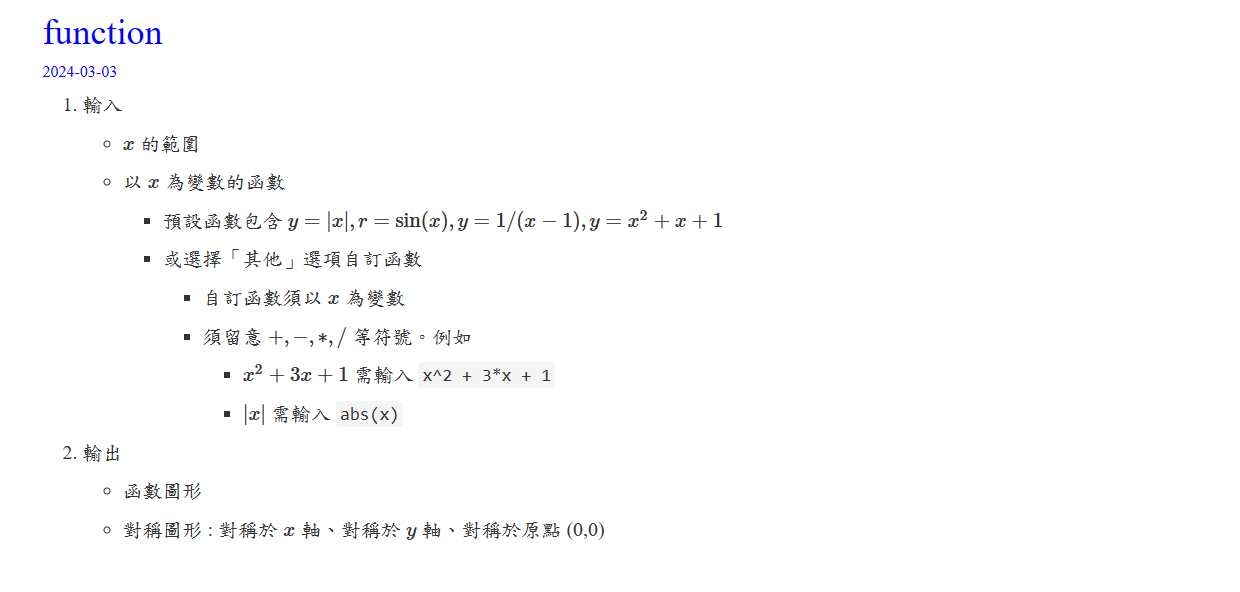 function
2024-03-03
1. 輸入
◦ x 的範圍
◦ 以 x 為變數的函數
▪ 預設函數包含 y = |x|, r = sin(x), y = 1/(x − 1), y = x² + x + 1
▪ 或選擇「其他」選項自訂函數
▪ 自訂函數須以 x 為變數
▪ 須留意 +, −, *, / 等符號。例如
▪ x² + 3x + 1 需輸入 x^2 + 3*x + 1
▪ |x| 需輸入 abs(x)
2. 輸出
◦ 函數圖形
◦ 對稱圖形 : 對稱於 x 軸、對稱於 y 軸、對稱於原點 (0,0)